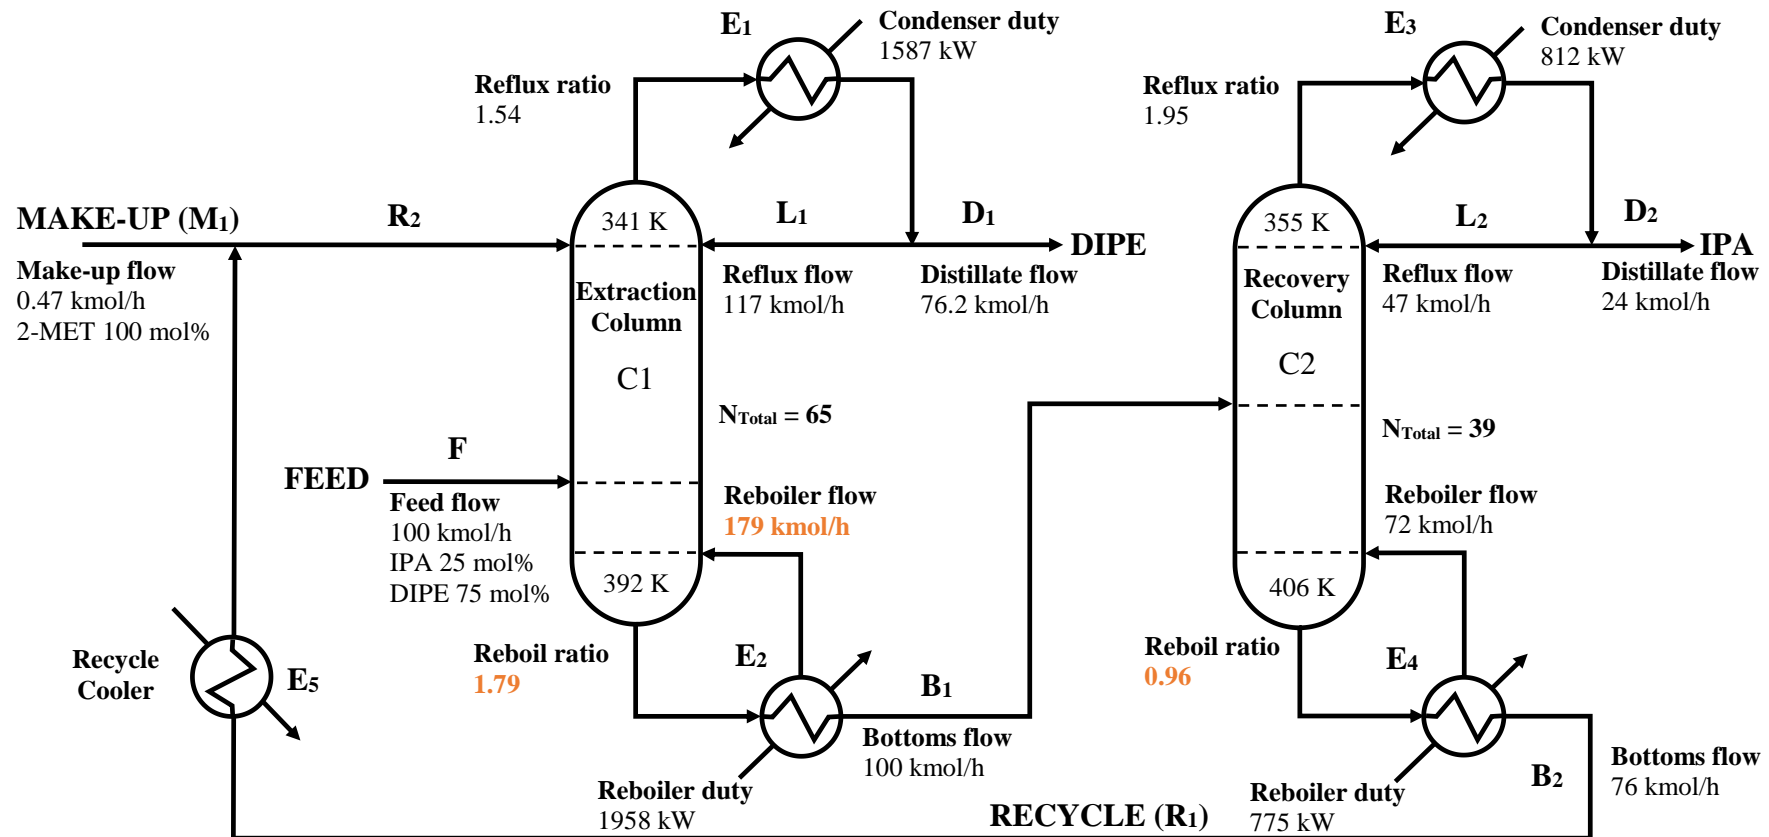 E1
Condenser duty
1587 kW
Reflux ratio
1.54
E3
Condenser duty
812 kW
Reflux ratio
1.95
MAKE-UP (M1)
R2
Make-up flow
0.47 kmol/h
2-MET 100 mol%
341 K
Extraction
Column
C1
L1
D1
DIPE
Reflux flow
117 kmol/h
Distillate flow
76.2 kmol/h
355 K
Recovery
Column
C2
L2
D2
IPA
Reflux flow
47 kmol/h
Distillate flow
24 kmol/h
NTotal = 65
NTotal = 39
F
FEED
Feed flow
100 kmol/h
IPA 25 mol%
DIPE 75 mol%
Reboiler flow
179 kmol/h
Reboiler flow
72 kmol/h
392 K
406 K
Reboil ratio
1.79
E2
B1
Bottoms flow
100 kmol/h
Reboiler duty
1958 kW
Reboil ratio
0.96
E4
B2
Bottoms flow
76 kmol/h
Reboiler duty
775 kW
Recycle
Cooler
E5
RECYCLE (R1)